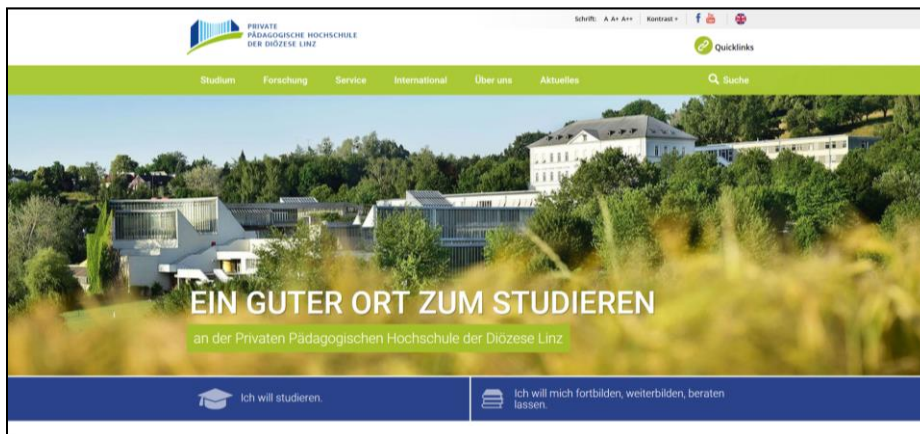 Schrift: A A+ A++ Kontrast +
PRIVATE
PÄDAGOGISCHE HOCHSCHULE
DER DIÖZESE LINZ
Quicklinks
Studium Forschung Service International Über uns Aktuelles Suche
EIN GUTER ORT ZUM STUDIEREN
an der Privaten Pädagogischen Hochschule der Diözese Linz
Ich will studieren.
Ich will mich fortbilden, weiterbilden, beraten
lassen.